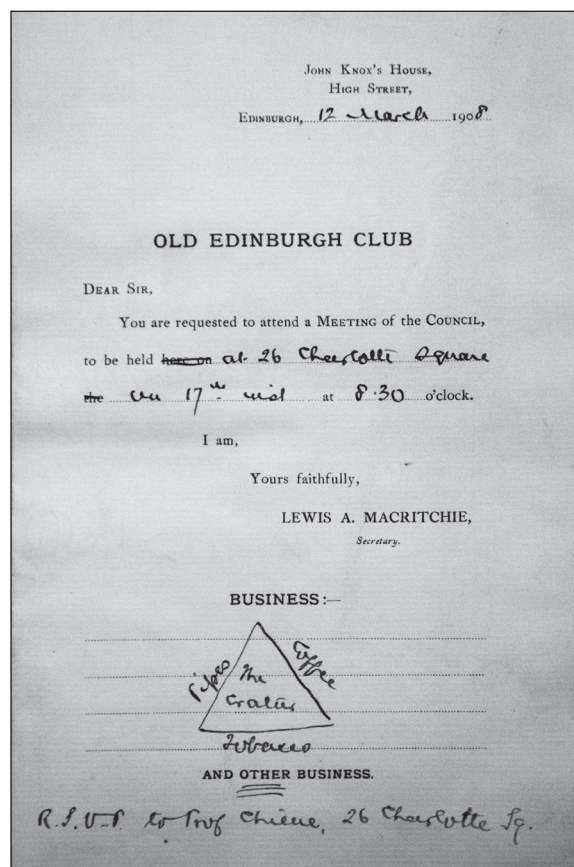 JOHN KNOX'S HOUSE,
HIGH STREET,
EDINBURGH, 12 March 1908
OLD EDINBURGH CLUB
DEAR SIR,
You are requested to attend a MEETING of the COUNCIL,
to be held here on at 26 Charlotte Square
the on 17th inst at 8.30 o'clock.
I am,
Yours faithfully,
LEWIS A. MACRITCHIE,
Secretary.
BUSINESS:—
Pipes The Crater Coffee
Tobacco
AND OTHER BUSINESS.
R.S.V.P. to Prof Chiene, 26 Charlotte Sq.